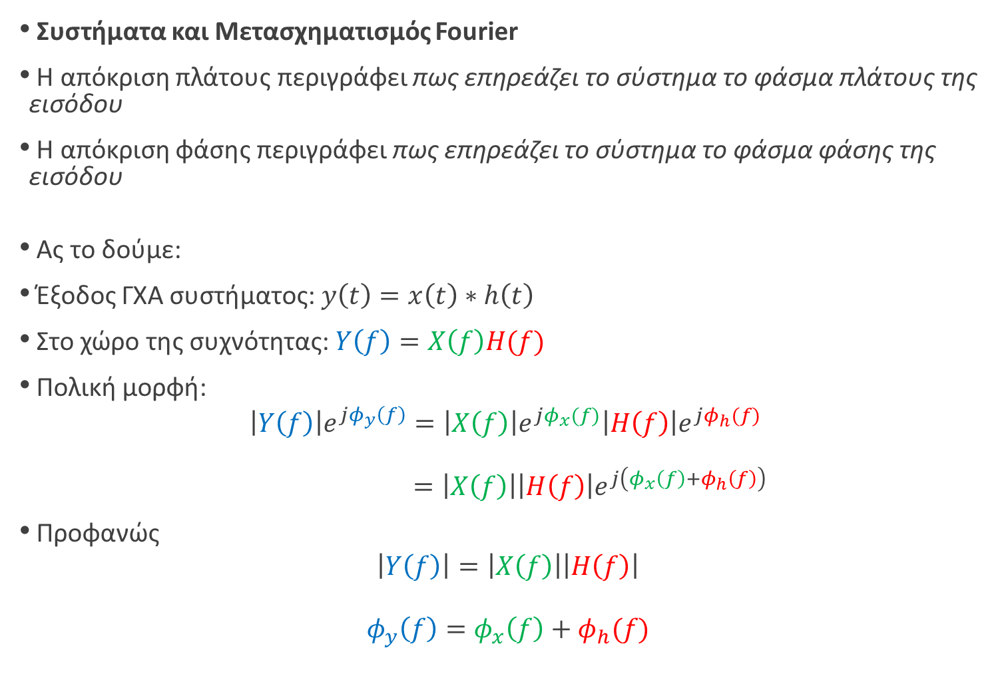 • Συστήματα και Μετασχηματισμός Fourier
• Η απόκριση πλάτους περιγράφει πως επηρεάζει το σύστημα το φάσμα πλάτους της
εισόδου
• Η απόκριση φάσης περιγράφει πως επηρεάζει το σύστημα το φάσμα φάσης της
εισόδου
• Ας το δούμε:
• Έξοδος ΓΧΑ συστήματος: $y(t) = x(t) * h(t)$
• Στο χώρο της συχνότητας: $Y(f) = X(f)H(f)$
• Πολική μορφή:
$|Y(f)|e^{j\phi_y(f)} = |X(f)|e^{j\phi_x(f)}|H(f)|e^{j\phi_h(f)}$
$= |X(f)||H(f)|e^{j(\phi_x(f)+\phi_h(f))}$
• Προφανώς
$|Y(f)| = |X(f)||H(f)|$
$\phi_y(f) = \phi_x(f) + \phi_h(f)$